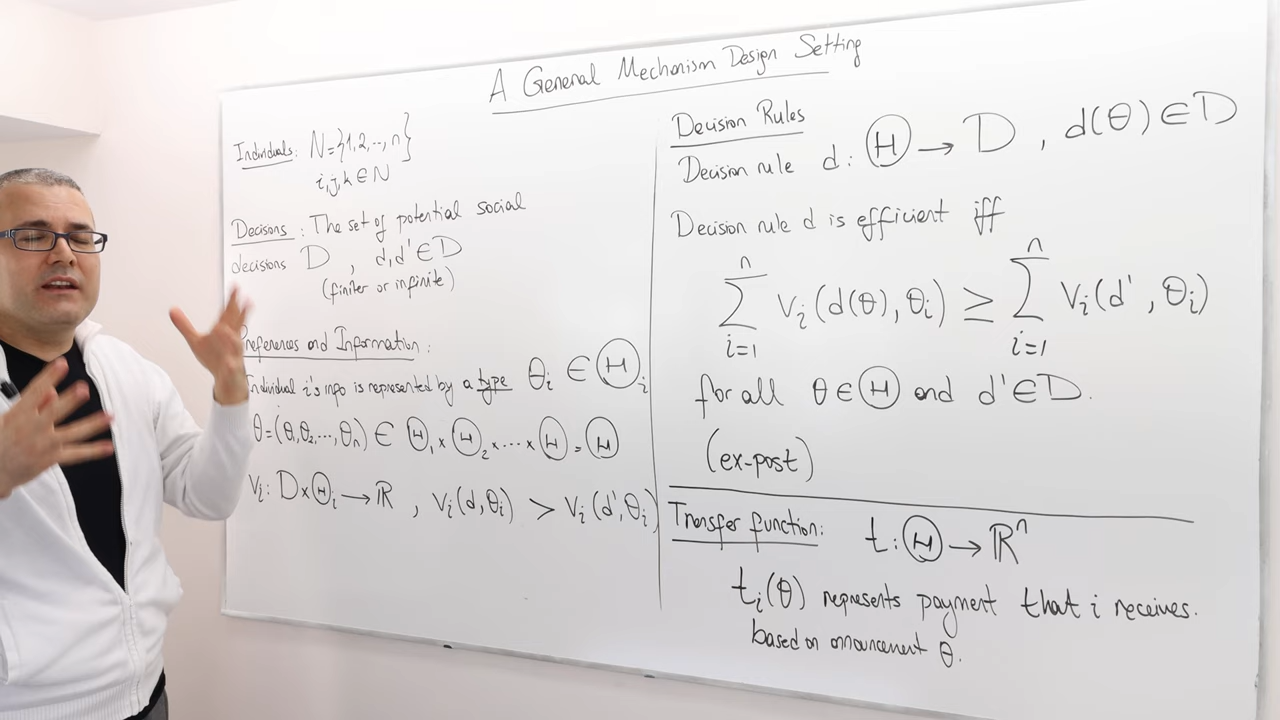 A General Mechanism Design Setting
Individuals: N={1,2,..,n}
i,j,k ∈ N
Decisions: The set of potential social
decisions D , d,d' ∈ D
(finite or infinite)
Preferences and Information:
Individual i's info is represented by a type θi ∈ Θi
θ=(θ1,θ2,...,θn) ∈ Θ1 x Θ2 x ... x Θn = Θ
Vi: D x Θi → ℝ , Vi(d,θi) > Vi(d',θi)
Decision Rules
Decision rule d: Θ → D , d(θ) ∈ D
Decision rule d is efficient iff
∑_{i=1}^{n} Vi(d(θ),θi) ≥ ∑_{i=1}^{n} Vi(d',θi)
for all θ ∈ Θ and d' ∈ D.
(ex-post)
Transfer function: t: Θ → ℝ^n
ti(θ) represents payment that i receives.
based on announcement θ.